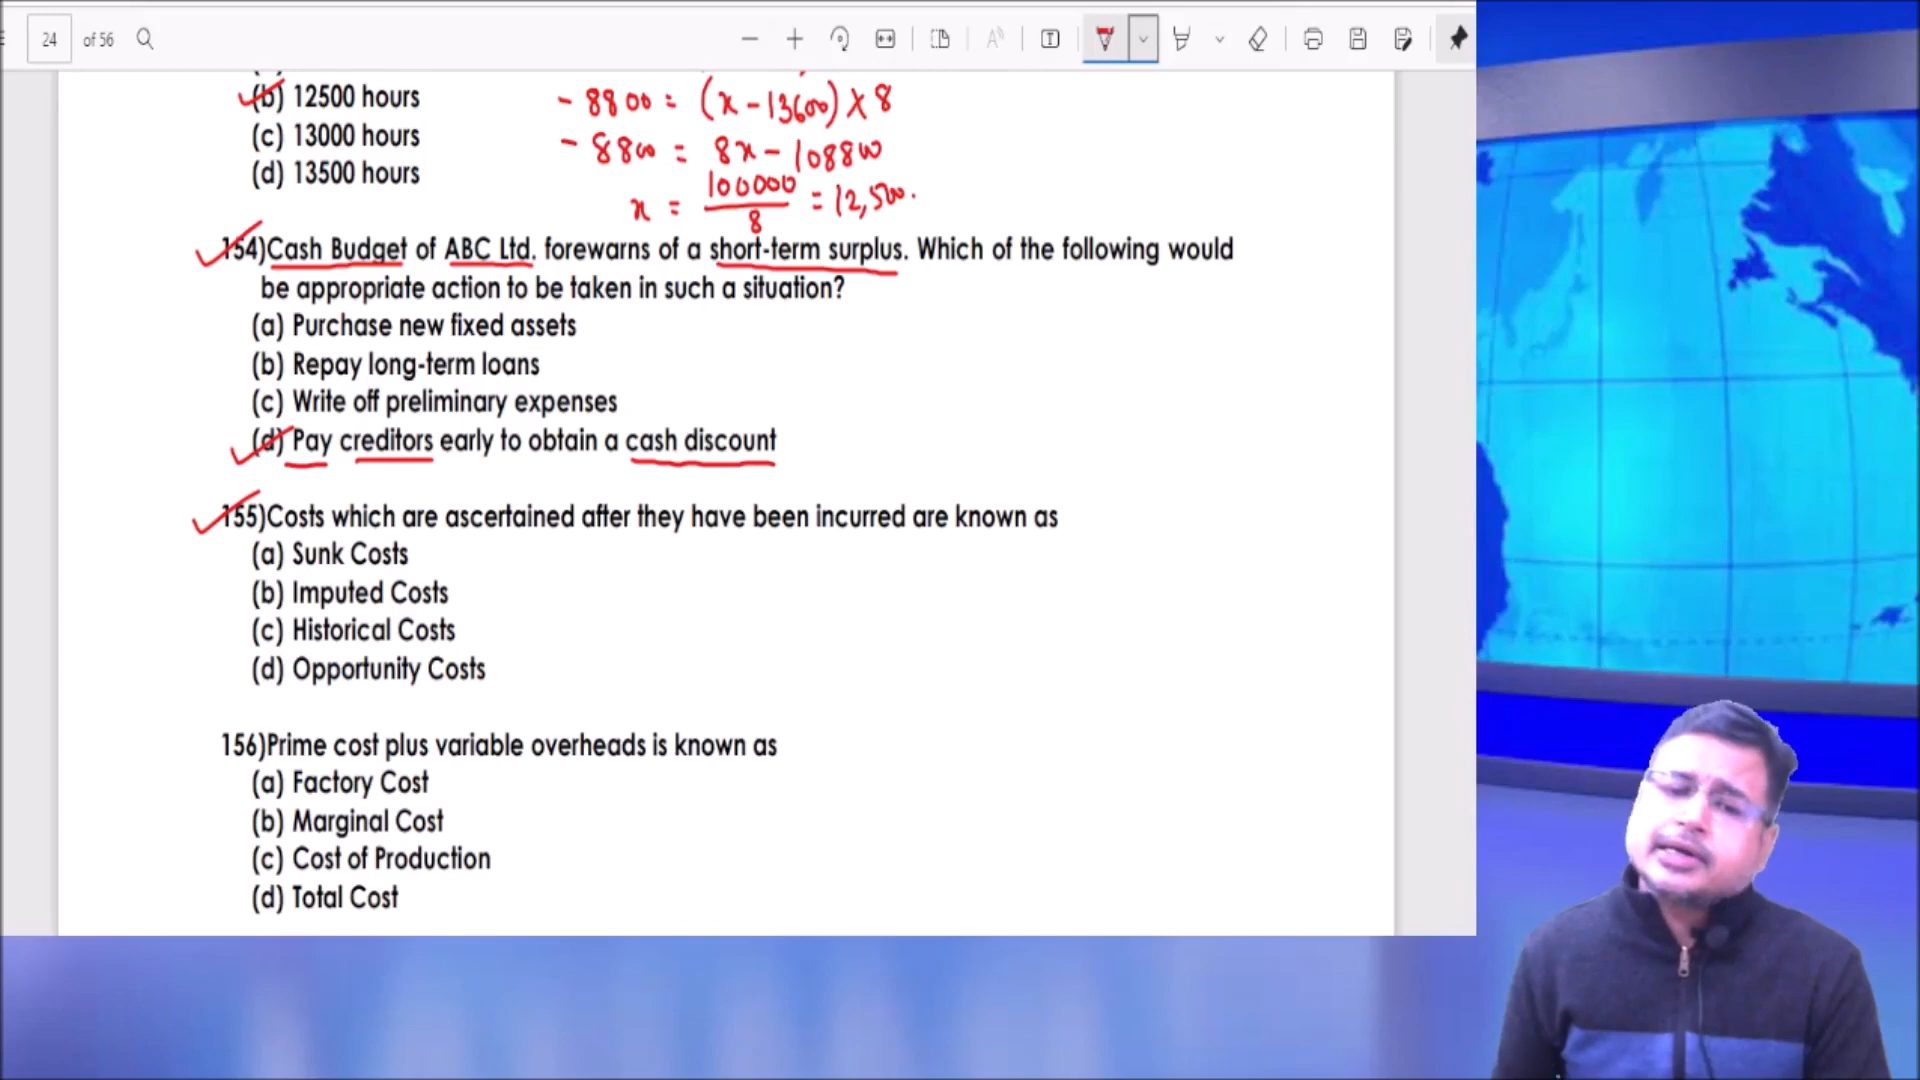 24 of 56
(b) 12500 hours
- 8800 = (x - 13600) × 8
(c) 13000 hours
- 8800 = 8x - 108800
(d) 13500 hours
x = 100000 / 8 = 12,500.
154)Cash Budget of ABC Ltd. forewarns of a short-term surplus. Which of the following would
be appropriate action to be taken in such a situation?
(a) Purchase new fixed assets
(b) Repay long-term loans
(c) Write off preliminary expenses
(d) Pay creditors early to obtain a cash discount
155)Costs which are ascertained after they have been incurred are known as
(a) Sunk Costs
(b) Imputed Costs
(c) Historical Costs
(d) Opportunity Costs
156)Prime cost plus variable overheads is known as
(a) Factory Cost
(b) Marginal Cost
(c) Cost of Production
(d) Total Cost